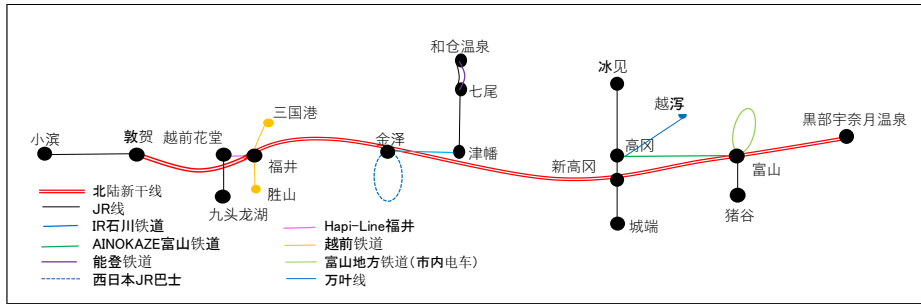 和仓温泉
冰见
七尾
越泻
三国港
黑部宇奈月温泉
小滨
敦贺
越前花堂
金泽
高冈
福井
津幡
新高冈
富山
胜山
九头龙湖
猪谷
城端
北陆新干线
JR线
IR石川铁道
AINOKAZE富山铁道
能登铁道
西日本JR巴士
Hapi-Line福井
越前铁道
富山地方铁道(市内电车)
万叶线